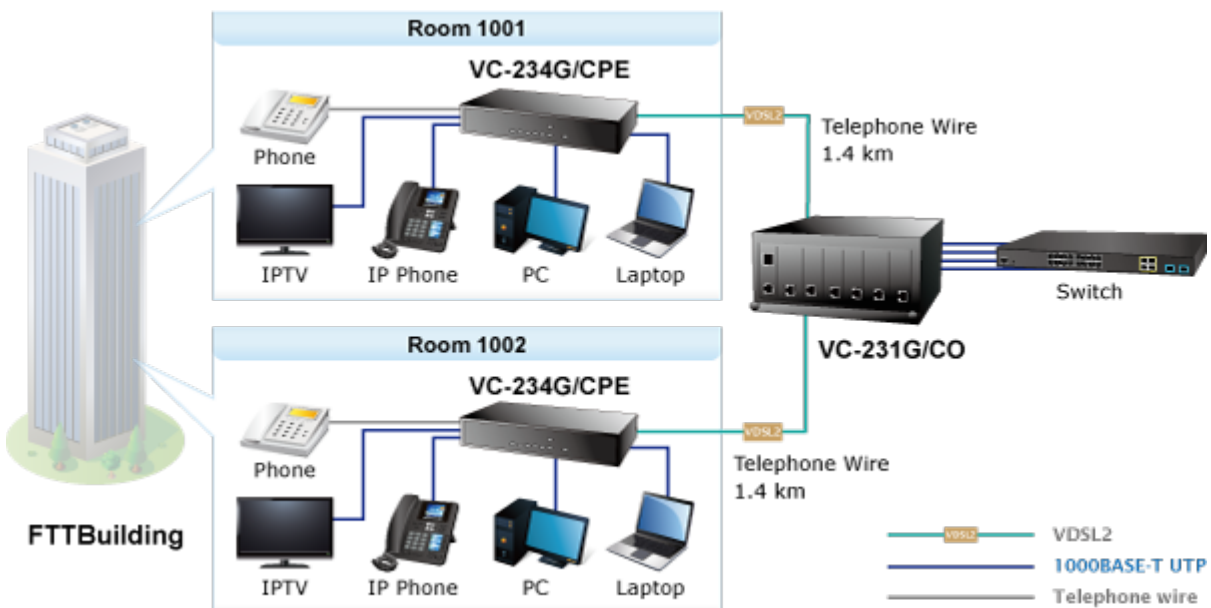 Room 1001
VC-234G/CPE
VDSL2
Telephone Wire
1.4 km
Phone
IPTV
IP Phone
PC
Laptop
Switch
VC-231G/CO
Room 1002
VC-234G/CPE
VDSL2
Phone
Telephone Wire
1.4 km
IPTV
IP Phone
PC
Laptop
FTTBuilding
VDSL2 VDSL2
1000BASE-T UTP
Telephone wire